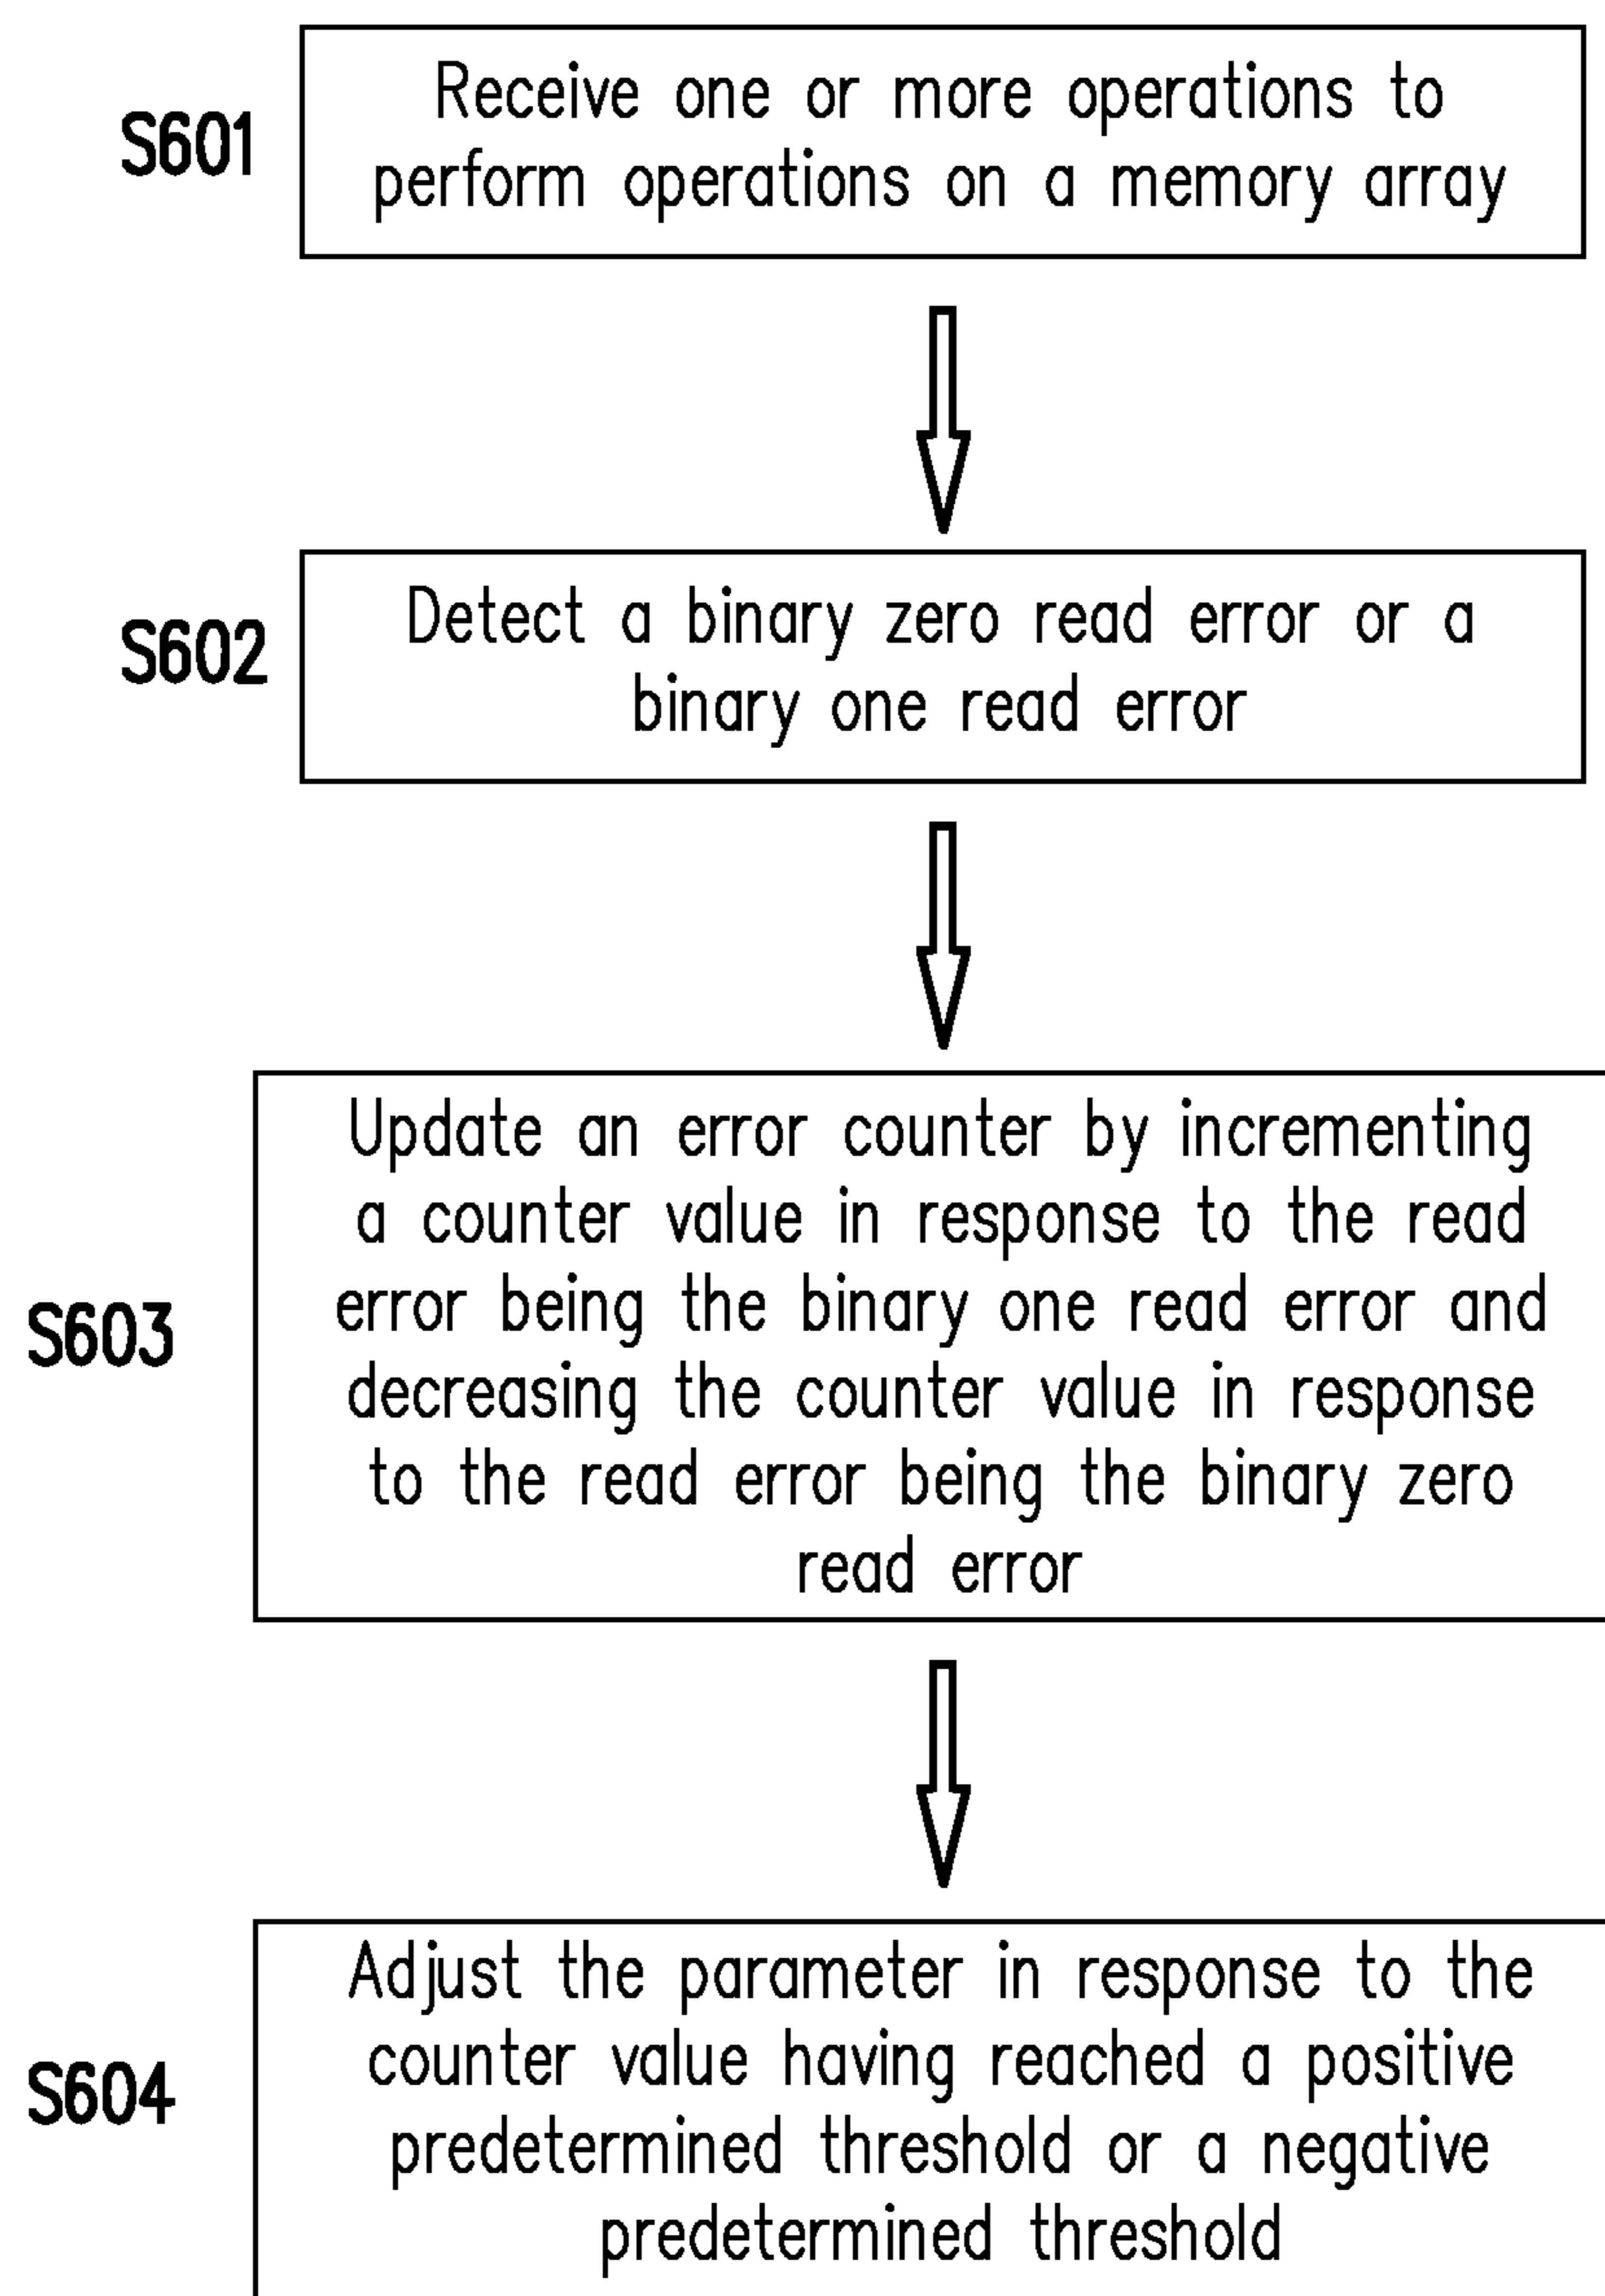 S601
Receive one or more operations to
perform operations on a memory array
S602
Detect a binary zero read error or a
binary one read error
S603
Update an error counter by incrementing
a counter value in response to the read
error being the binary one read error and
decreasing the counter value in response
to the read error being the binary zero
read error
S604
Adjust the parameter in response to the
counter value having reached a positive
predetermined threshold or a negative
predetermined threshold